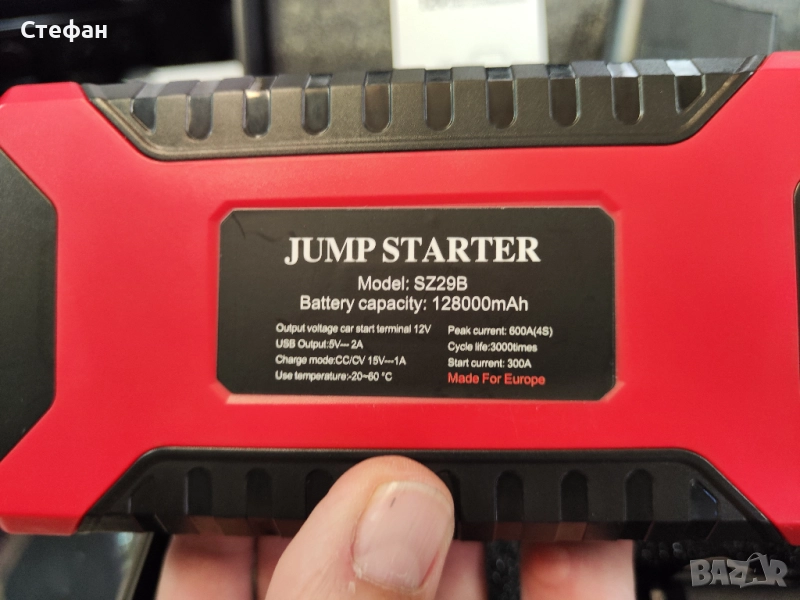 Стефан
JUMP STARTER
Model: SZ29B
Battery capacity: 128000mAh
Output voltage car start terminal 12V
USB Output:5V---2A
Charge mode:CC/CV 15V---1A
Use temperature:-20~60 °C
Peak current: 600A(4S)
Cycle life:3000times
Start current: 300A
Made For Europe
BAZAR